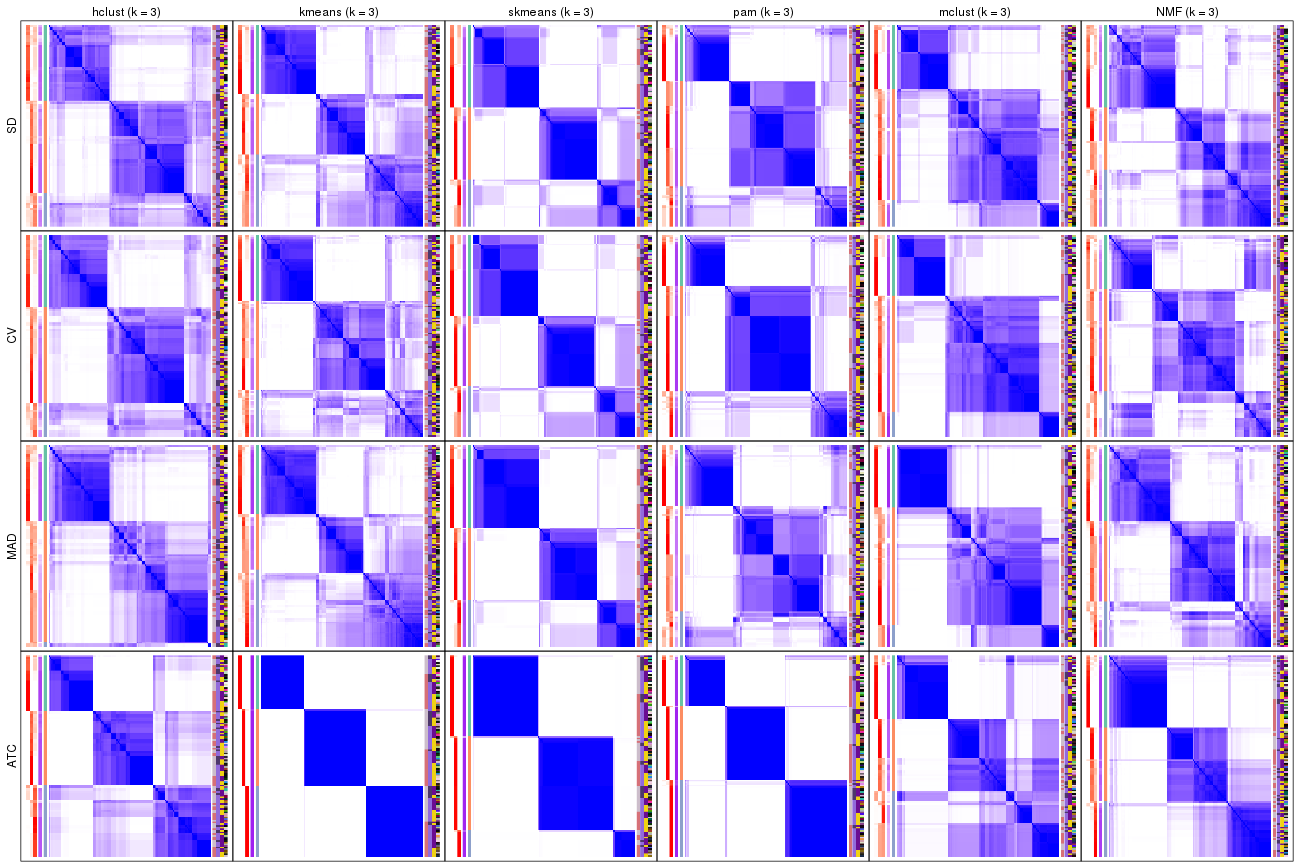 hclust (k = 3) kmeans (k = 3) skmeans (k = 3) pam (k = 3) mclust (k = 3) NMF (k = 3)
SD
CV
MAD
ATC